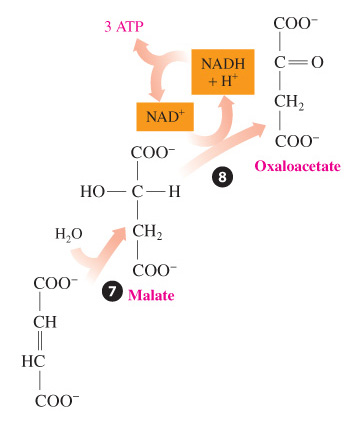 3 ATP
NADH
+ H⁺
NAD⁺
COO⁻
C=O
CH₂
COO⁻
Oxaloacetate
8
COO⁻
HO—C—H
CH₂
COO⁻
Malate
7
H₂O
COO⁻
CH
HC
COO⁻